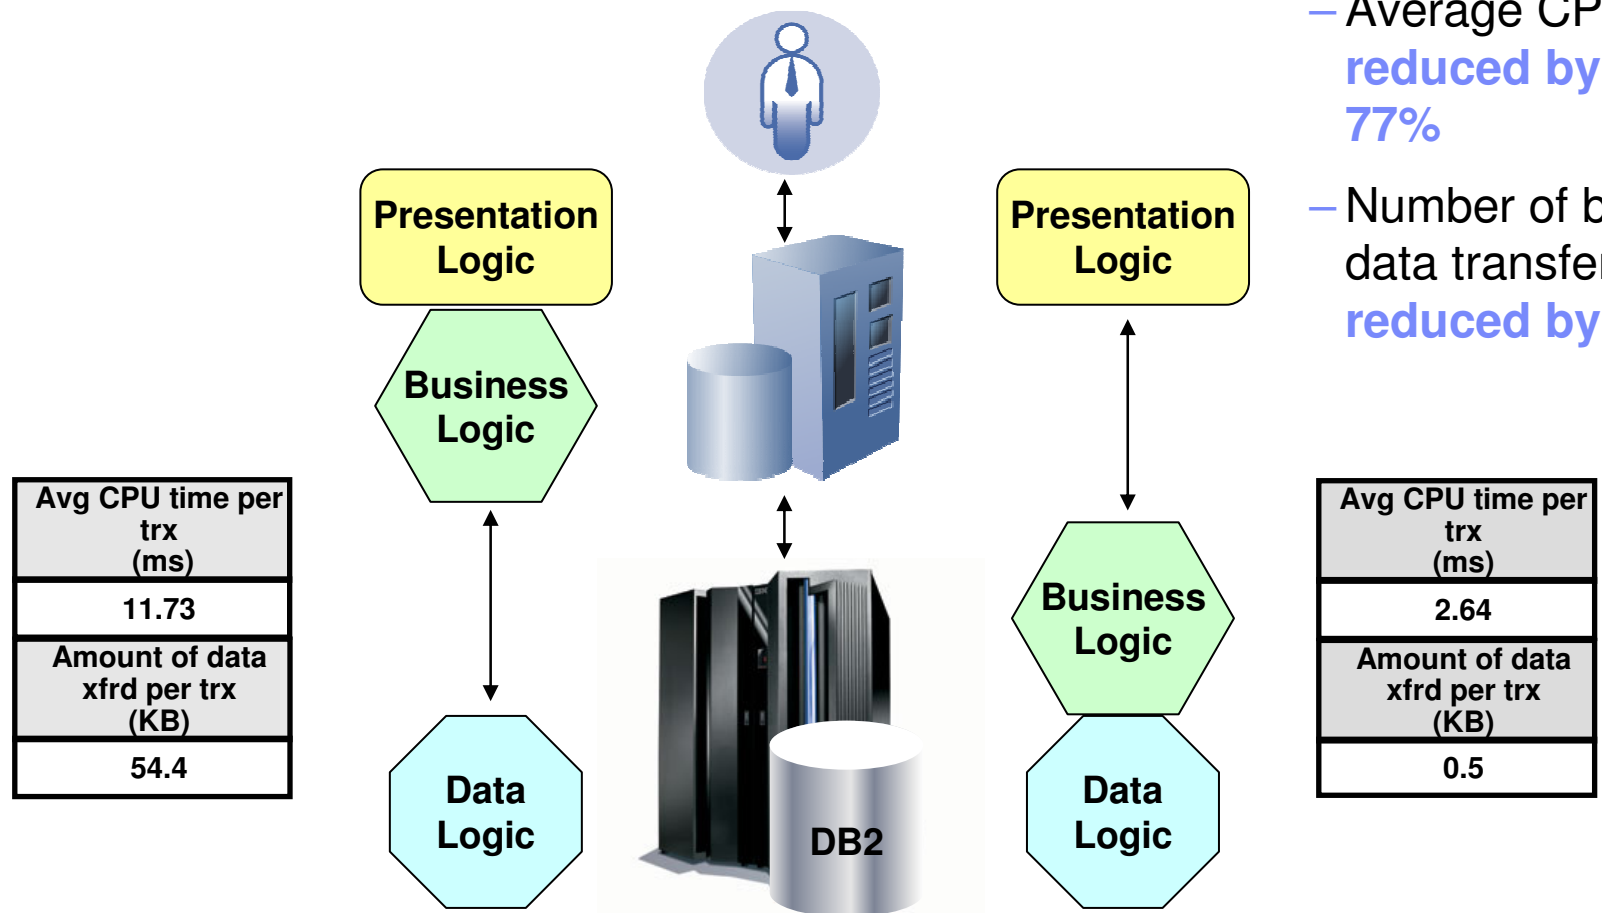 – Average CP
reduced by
77%
– Number of b
data transfer
reduced by
Presentation
Logic
Business
Logic
Data
Logic
Avg CPU time per
trx
(ms)
11.73
Amount of data
xfrd per trx
(KB)
54.4
DB2
Presentation
Logic
Business
Logic
Data
Logic
Avg CPU time per
trx
(ms)
2.64
Amount of data
xfrd per trx
(KB)
0.5